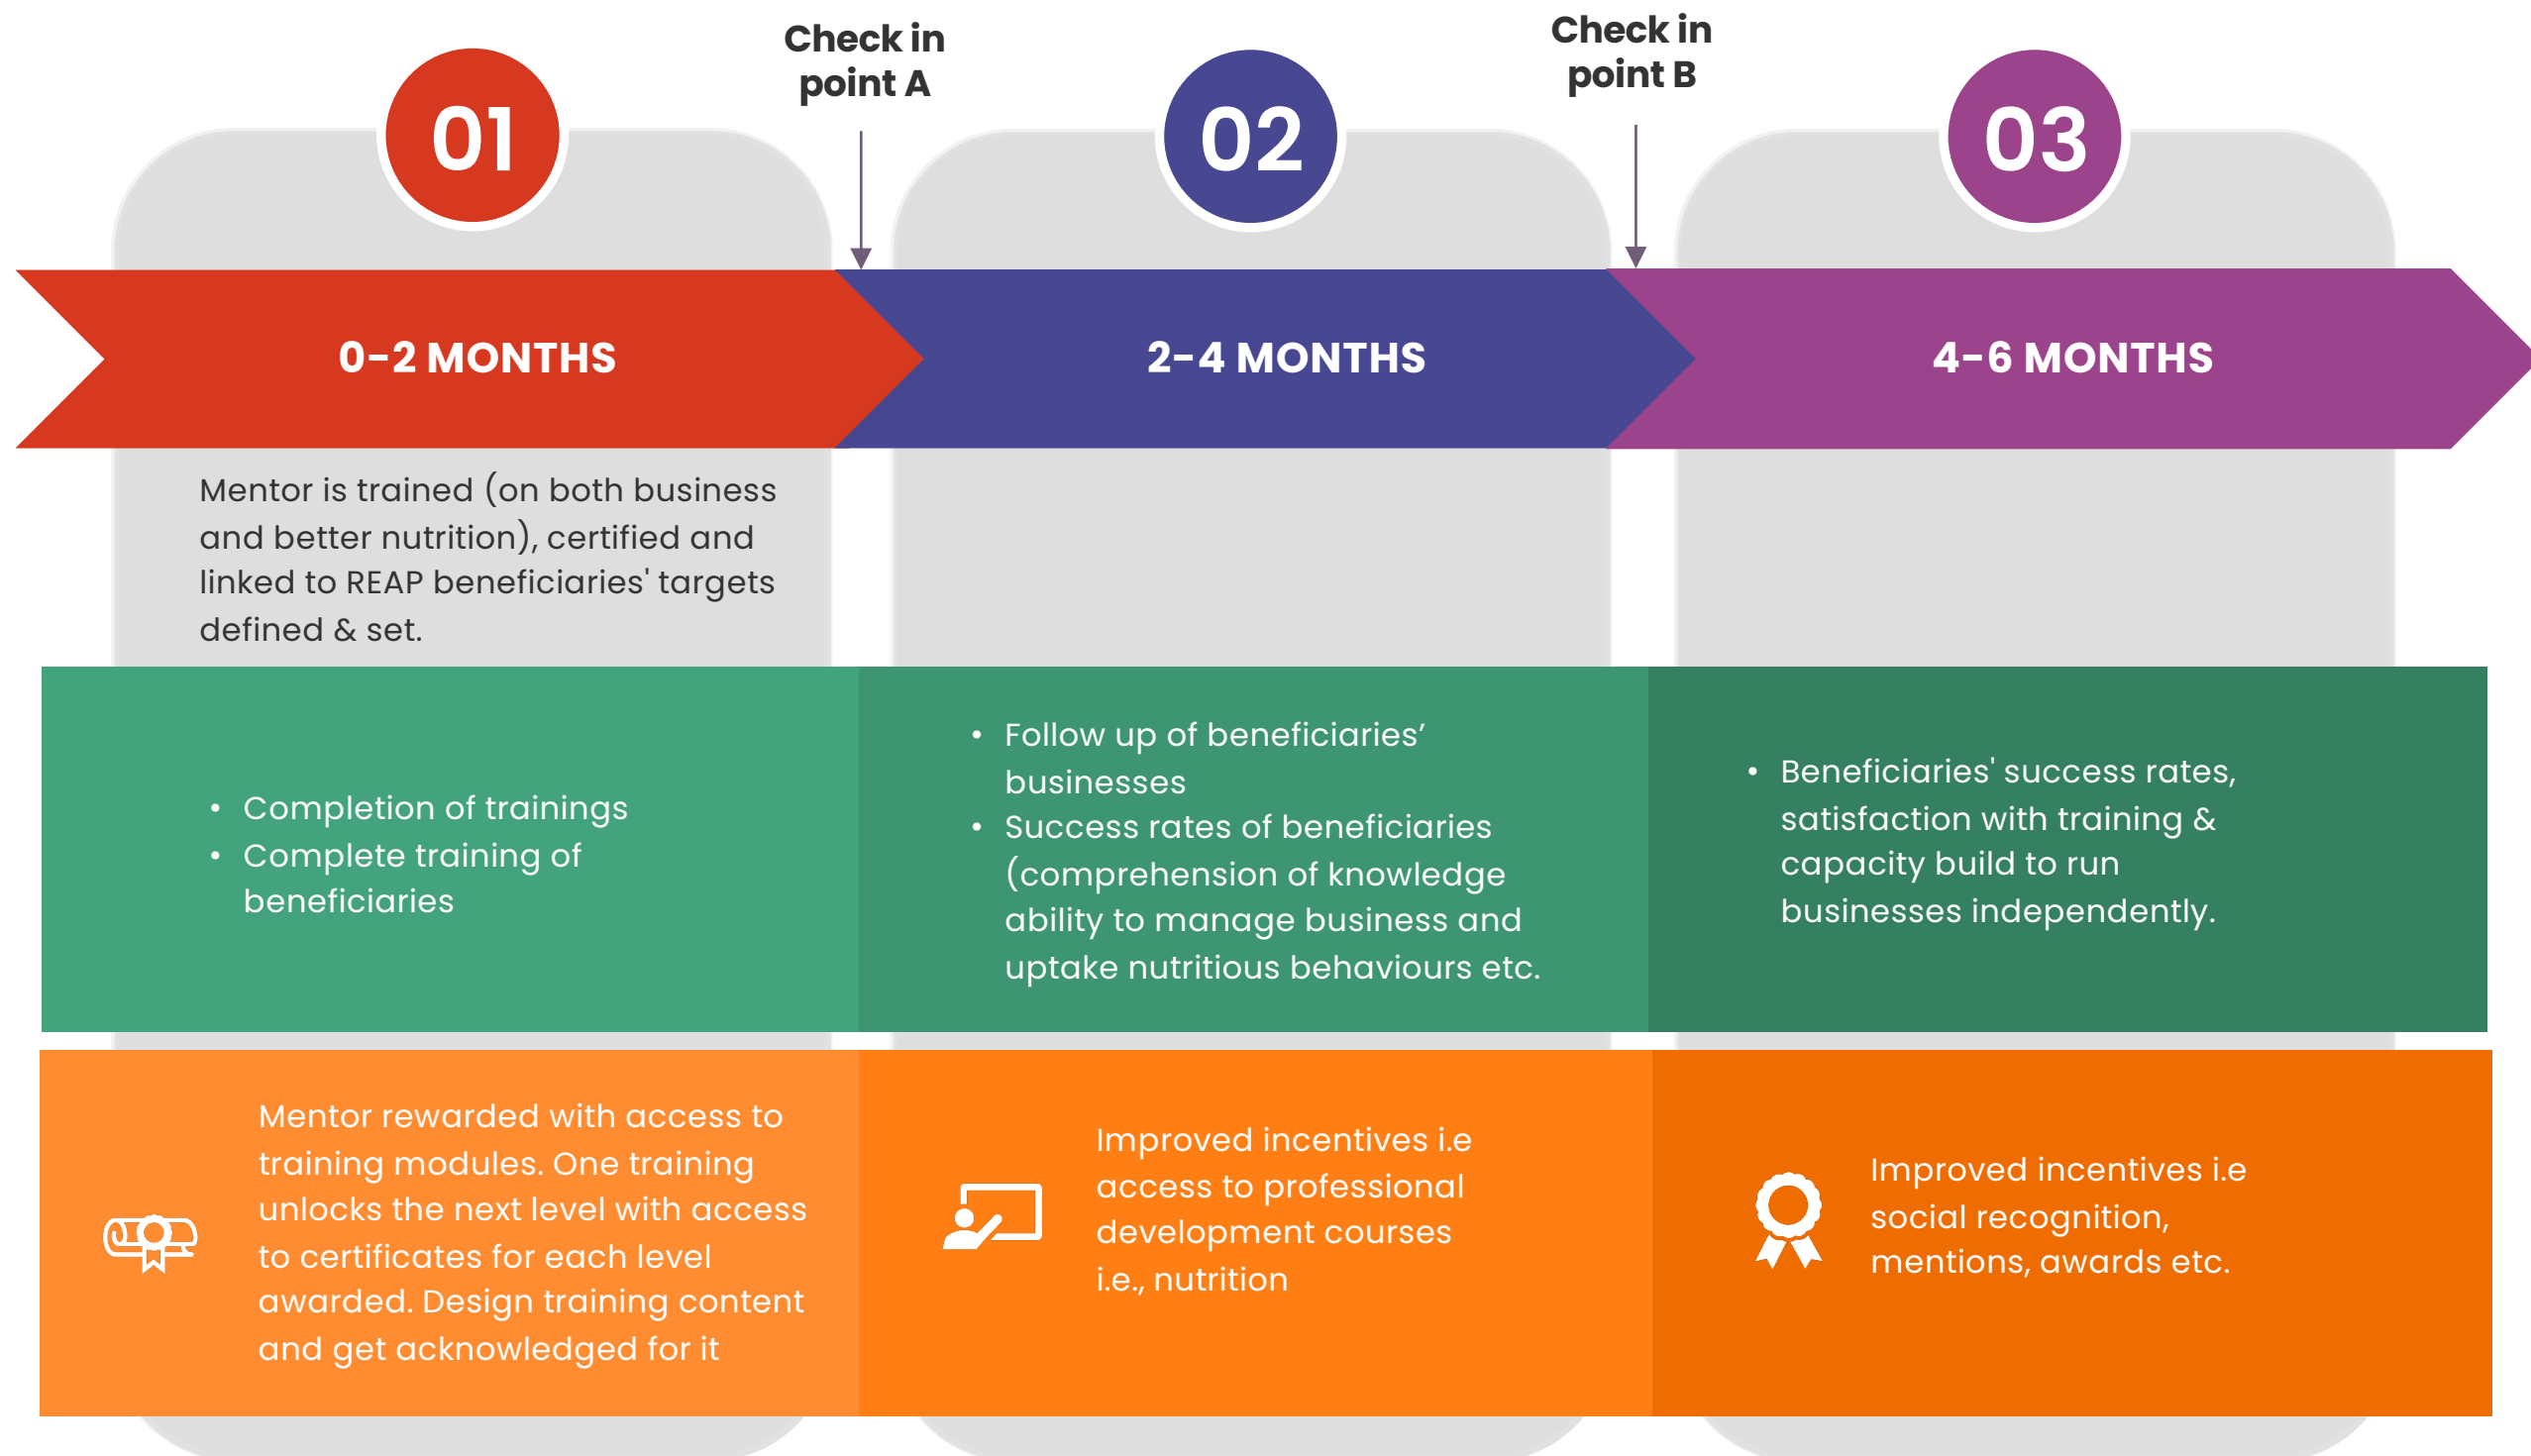 Check in
point A
Check in
point B
01
02
03
0-2 MONTHS
2-4 MONTHS
4-6 MONTHS
Mentor is trained (on both business
and better nutrition), certified and
linked to REAP beneficiaries' targets
defined & set.
• Completion of trainings
• Complete training of
beneficiaries
• Follow up of beneficiaries’
businesses
• Success rates of beneficiaries
(comprehension of knowledge
ability to manage business and
uptake nutritious behaviours etc.
• Beneficiaries' success rates,
satisfaction with training &
capacity build to run
businesses independently.
Mentor rewarded with access to
training modules. One training
unlocks the next level with access
to certificates for each level
awarded. Design training content
and get acknowledged for it
Improved incentives i.e
access to professional
development courses
i.e., nutrition
Improved incentives i.e
social recognition,
mentions, awards etc.